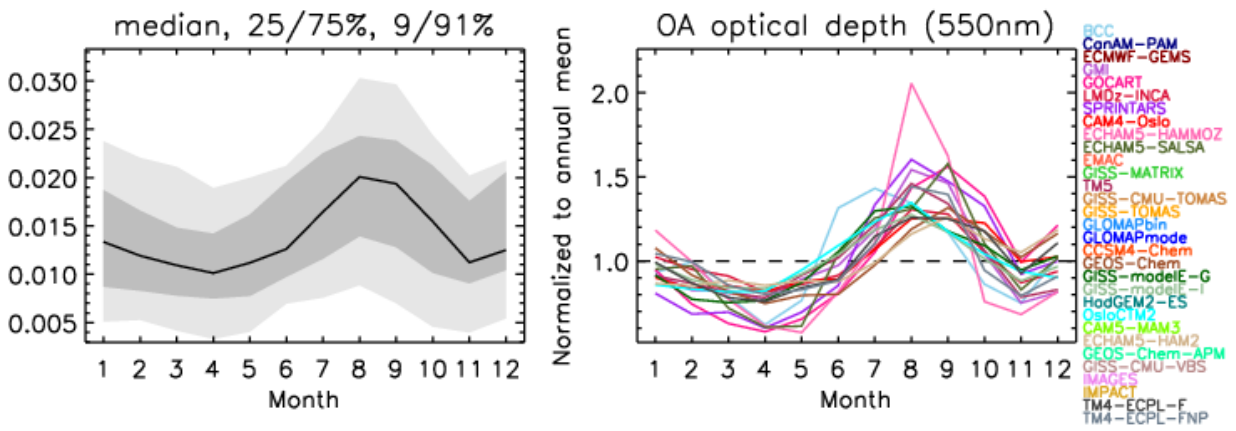 median, 25/75%, 9/91%
0.030
0.025
0.020
0.015
0.010
0.005
1 2 3 4 5 6 7 8 9 10 11 12
Month
OA optical depth (550nm)
Normalized to annual mean
2.0
1.5
1.0
1 2 3 4 5 6 7 8 9 10 11 12
Month
BCC
CanAM-PAM
ECMWF-GEMS
GMI
GOCART
LMDz-INCA
SPRINTARS
CAM4-Oslo
ECHAM5-HAMMOZ
ECHAM5-SALSA
EMAC
GISS-MATRIX
TM5
GISS-CMU-TOMAS
GISS-TOMAS
GLOMAPbin
GLOMAPmode
CCSM4-Chem
GEOS-Chem
GISS-modelE-G
GISS-modelE-I
HadGEM2-ES
OsloCTM2
CAM5-MAM3
ECHAM5-HAM2
GEOS-Chem-APM
GISS-CMU-VBS
IMAGES
IMPACT
TM4-ECPL-F
TM4-ECPL-FNP